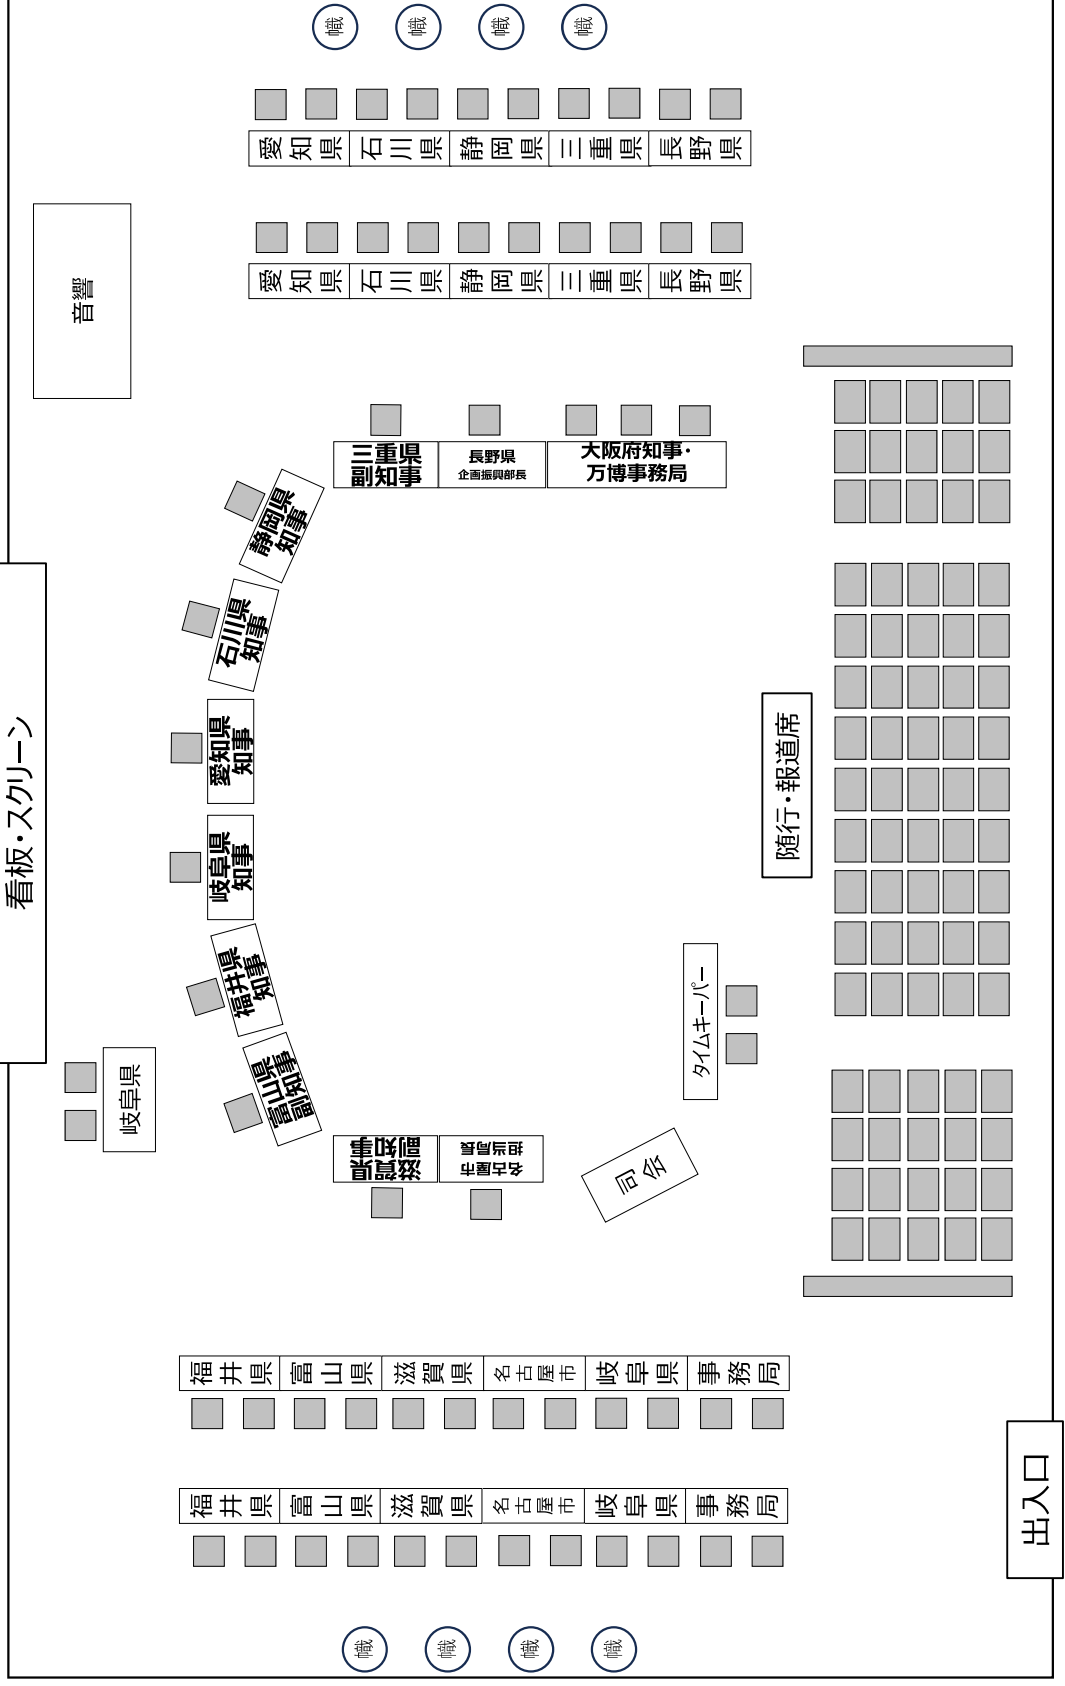 幟
幟
幟
幟
愛知県
石川県
静岡県
三重県
長野県
愛知県
石川県
静岡県
三重県
長野県
音響
三重県
副知事
長野県
企画振興部長
大阪府知事・
万博事務局
静岡県
知事
石川県
知事
愛知県
知事
岐阜県
知事
福井県
知事
富山県
副知事
滋賀県
副知事
名古屋市
担当局長
看板・スクリーン
岐阜県
随行・報道席
タイムキーパー
司会
福井県
富山県
滋賀県
名古屋市
岐阜県
事務局
福井県
富山県
滋賀県
名古屋市
岐阜県
事務局
出入口
幟
幟
幟
幟